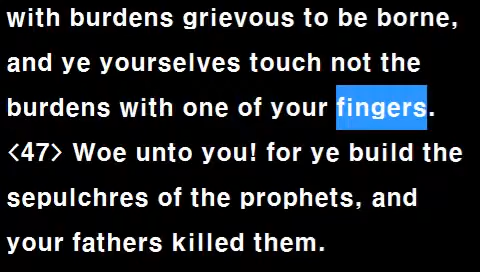 with burdens grievous to be borne,
and ye yourselves touch not the
burdens with one of your fingers.
<47> Woe unto you! for ye build the
sepulchres of the prophets, and
your fathers killed them.